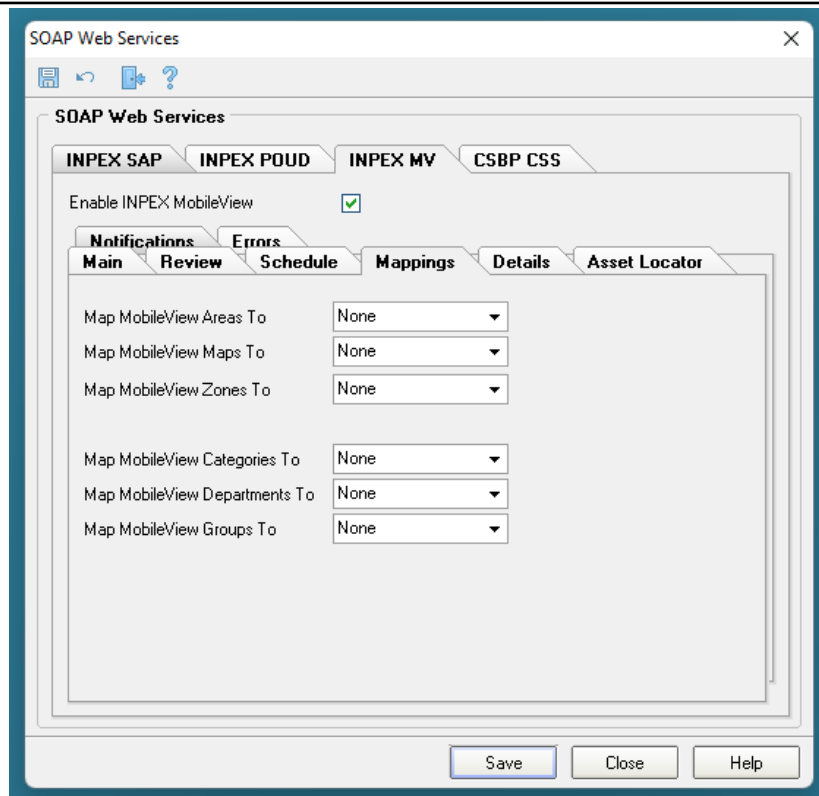 SOAP Web Services
SOAP Web Services
INPEX SAP INPEX POUD INPEX MV CSBP CSS
Enable INPEX MobileView
Notifications Errors
Main Review Schedule Mappings Details Asset Locator
Map MobileView Areas To None
Map MobileView Maps To None
Map MobileView Zones To None
Map MobileView Categories To None
Map MobileView Departments To None
Map MobileView Groups To None
Save Close Help